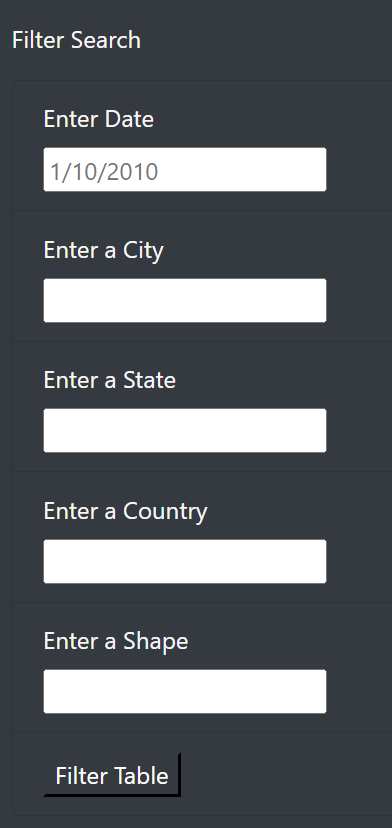 Filter Search
Enter Date
1/10/2010
Enter a City
Enter a State
Enter a Country
Enter a Shape
Filter Table